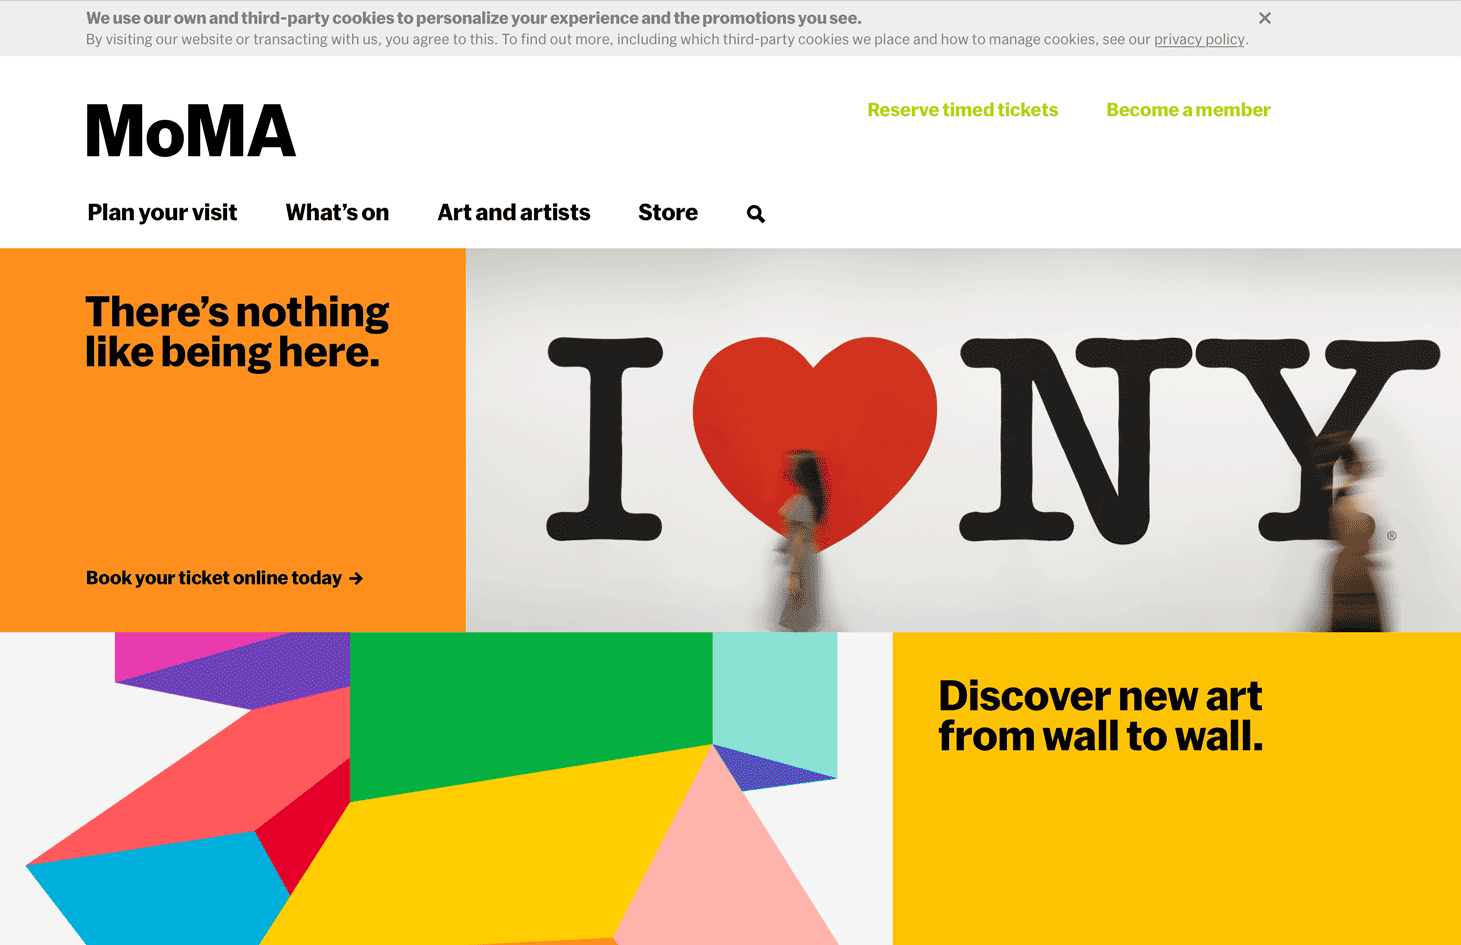 We use our own and third-party cookies to personalize your experience and the promotions you see.
By visiting our website or transacting with us, you agree to this. To find out more, including which third-party cookies we place and how to manage cookies, see our privacy policy.
MoMA
Reserve timed tickets
Become a member
Plan your visit
What’s on
Art and artists
Store
There’s nothing
like being here.
Book your ticket online today →
I ❤ NY
®
Discover new art
from wall to wall.